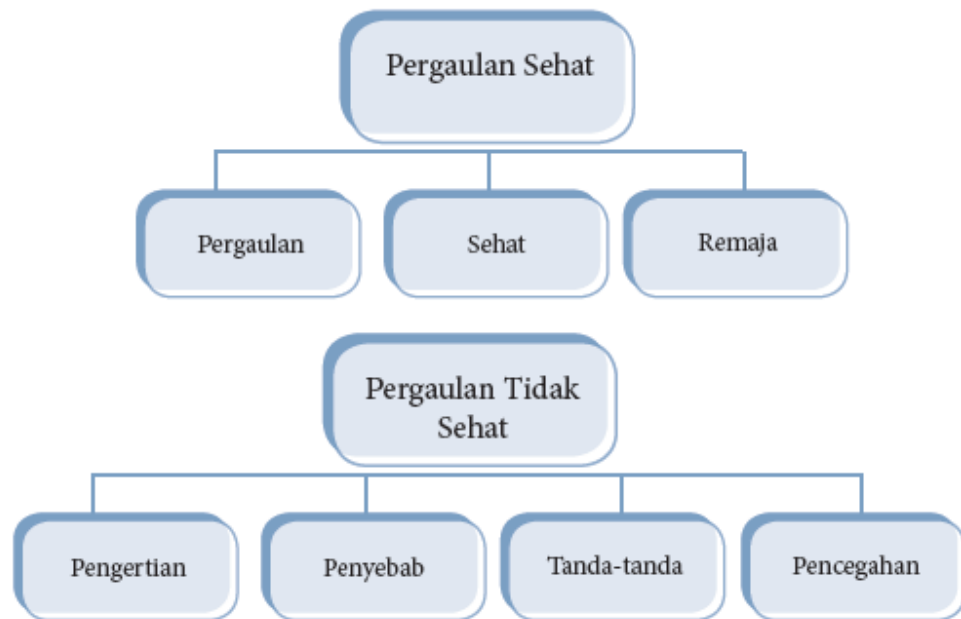 Pergaulan Sehat
Pergaulan
Sehat
Remaja
Pergaulan Tidak
Sehat
Pengertian
Penyebab
Tanda-tanda
Pencegahan